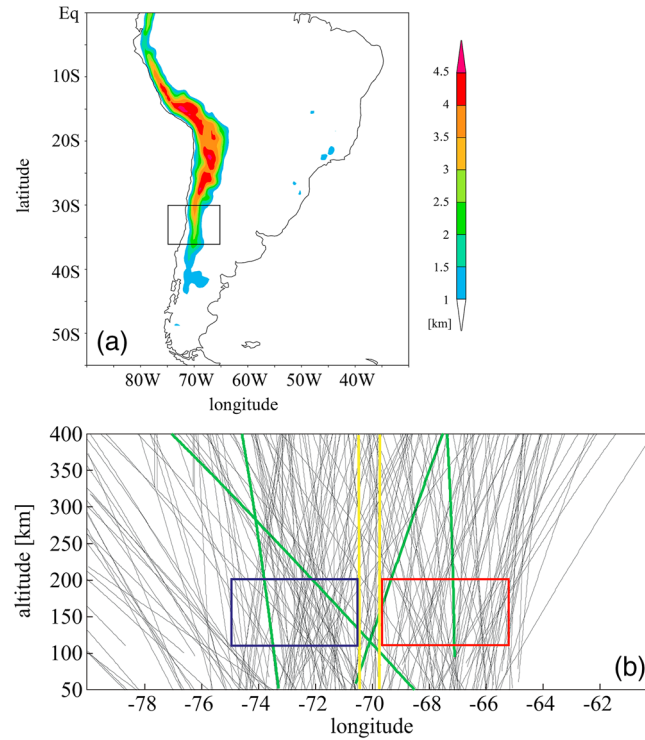 Eq
10S
20S
30S
40S
50S
latitude
(a)
80W 70W 60W 50W 40W
longitude
4.5
4
3.5
3
2.5
2
1.5
1
[km]
400
350
300
250
200
150
100
50
altitude [km]
(b)
-78 -76 -74 -72 -70 -68 -66 -64 -62
longitude